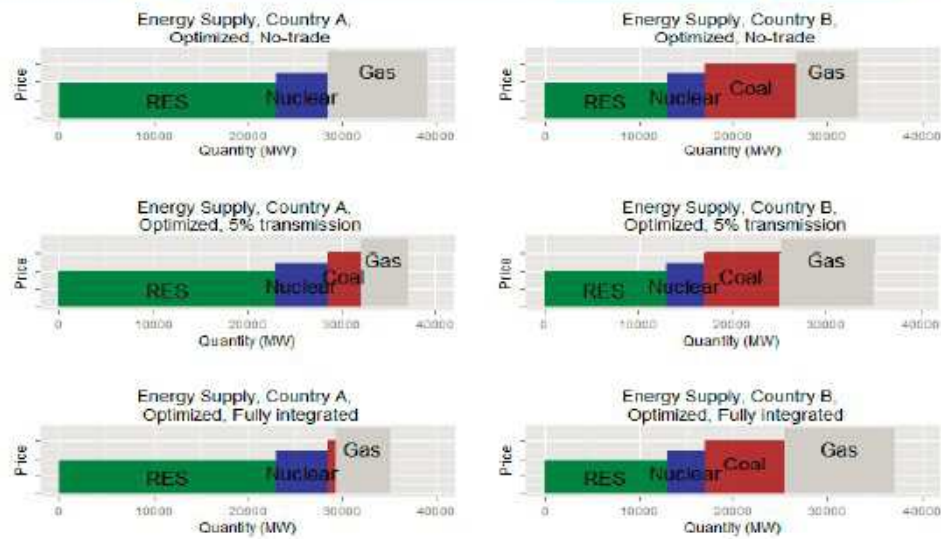 Energy Supply, Country A,
Optimized, No-trade
Price
RES
Nuclear
Gas
0 10000 20000 30000 40000
Quantity (MW)
Energy Supply, Country B,
Optimized, No-trade
Price
RES
Nuclear
Coal
Gas
0 10000 20000 30000 40000
Quantity (MW)
Energy Supply, Country A,
Optimized, 5% transmission
Price
RES
Nuclear
Coal
Gas
0 10000 20000 30000 40000
Quantity (MW)
Energy Supply, Country B,
Optimized, 5% transmission
Price
RES
Nuclear
Coal
Gas
0 10000 20000 30000 40000
Quantity (MW)
Energy Supply, Country A,
Optimized, Fully integrated
Price
RES
Nuclear
Gas
0 10000 20000 30000 40000
Quantity (MW)
Energy Supply, Country B,
Optimized, Fully integrated
Price
RES
Nuclear
Coal
Gas
0 10000 20000 30000 40000
Quantity (MW)